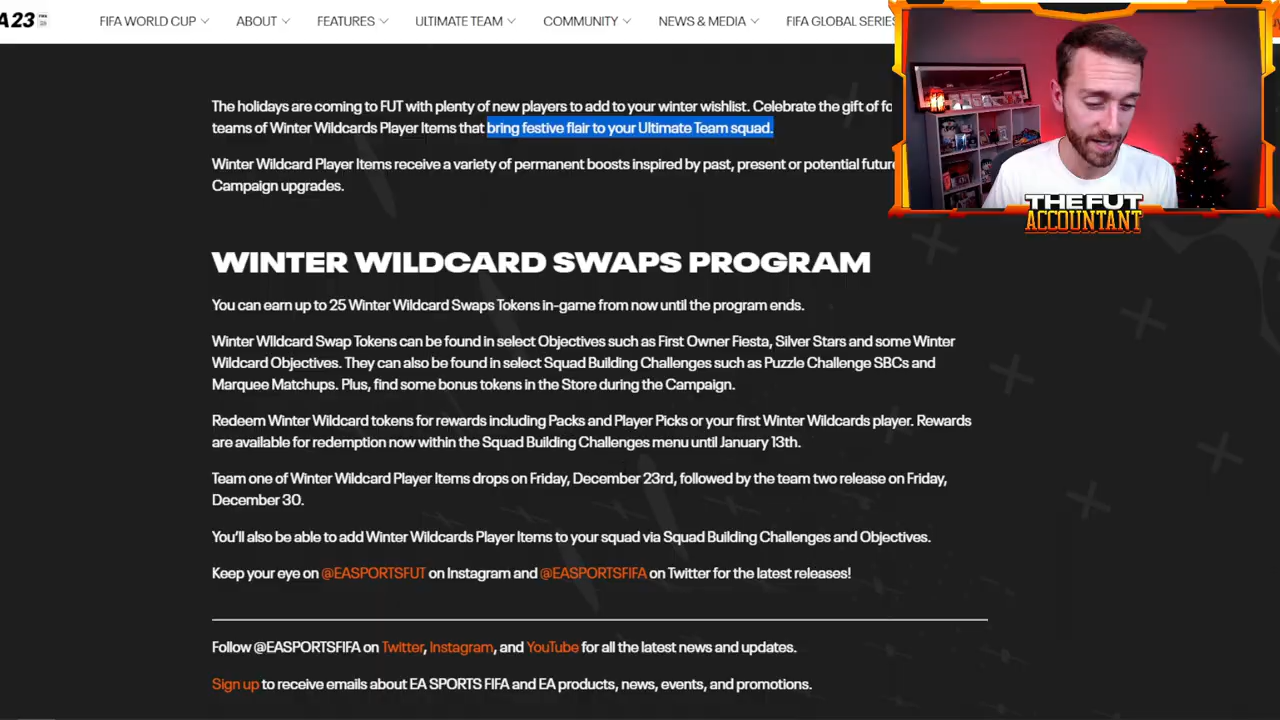 A 23
FIFA WORLD CUP
ABOUT
FEATURES
ULTIMATE TEAM
COMMUNITY
NEWS & MEDIA
FIFA GLOBAL SERIES
The holidays are coming to FUT with plenty of new players to add to your winter wishlist. Celebrate the gift of
teams of Winter Wildcards Player Items that bring festive flair to your Ultimate Team squad.
Winter Wildcard Player Items receive a variety of permanent boosts inspired by past, present or potential future
Campaign upgrades.
THE FUT
ACCOUNTANT
WINTER WILDCARD SWAPS PROGRAM
You can earn up to 25 Winter Wildcard Swaps Tokens in-game from now until the program ends.
Winter WIldcard Swap Tokens can be found in select Objectives such as First Owner Fiesta, Silver Stars and some Winter
Wildcard Objectives. They can also be found in select Squad Building Challenges such as Puzzle Challenge SBCs and
Marquee Matchups. Plus, find some bonus tokens in the Store during the Campaign.
Redeem Winter Wildcard tokens for rewards including Packs and Player Picks or your first Winter Wildcards player. Rewards
are available for redemption now within the Squad Building Challenges menu until January 13th.
Team one of Winter Wildcard Player Items drops on Friday, December 23rd, followed by the team two release on Friday,
December 30.
You'll also be able to add Winter Wildcards Player Items to your squad via Squad Building Challenges and Objectives.
Keep your eye on @EASPORTSFUT on Instagram and @EASPORTSFIFA on Twitter for the latest releases!
Follow @EASPORTSFIFA on Twitter, Instagram, and YouTube for all the latest news and updates.
Sign up to receive emails about EA SPORTS FIFA and EA products, news, events, and promotions.